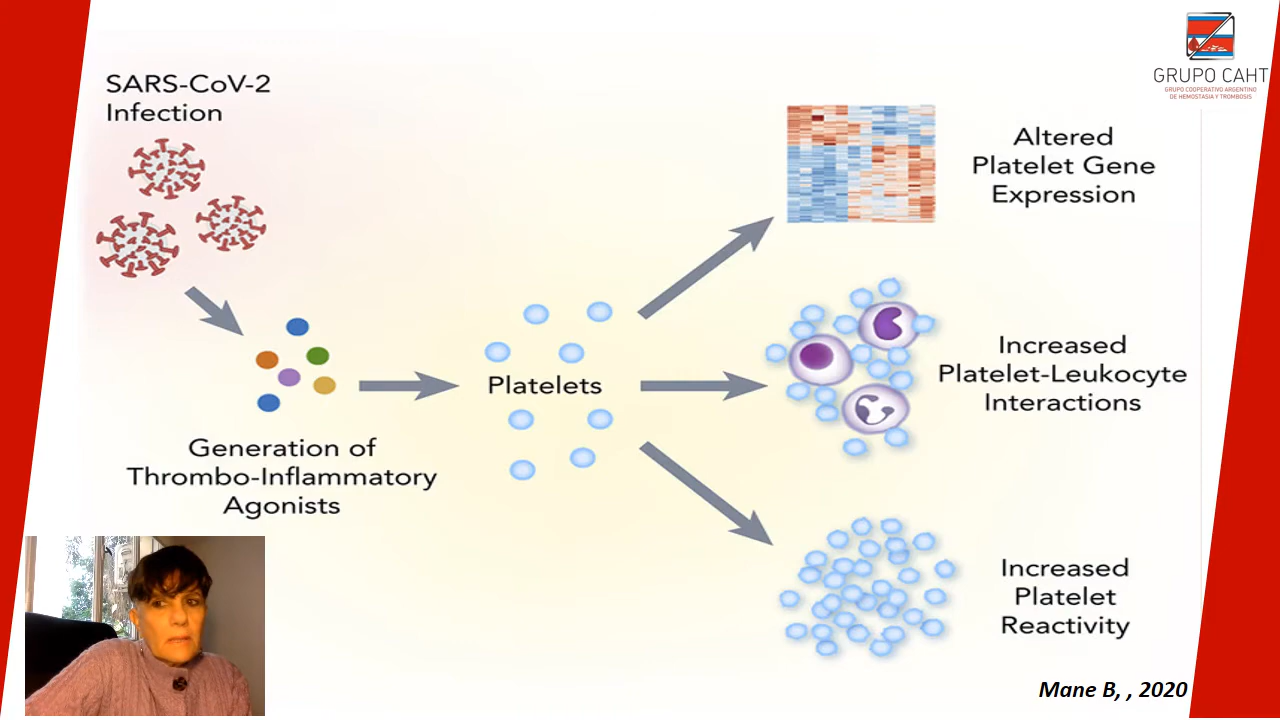 SARS-CoV-2
Infection
GRUPO CAHT
GRUPO COOPERATIVO ARGENTINO
DE HEMOSTASIA Y TROMBOSIS
Altered
Platelet Gene
Expression
Increased
Platelet-Leukocyte
Interactions
Platelets
Generation of
Thrombo-Inflammatory
Agonists
Increased
Platelet
Reactivity
Mane B, , 2020